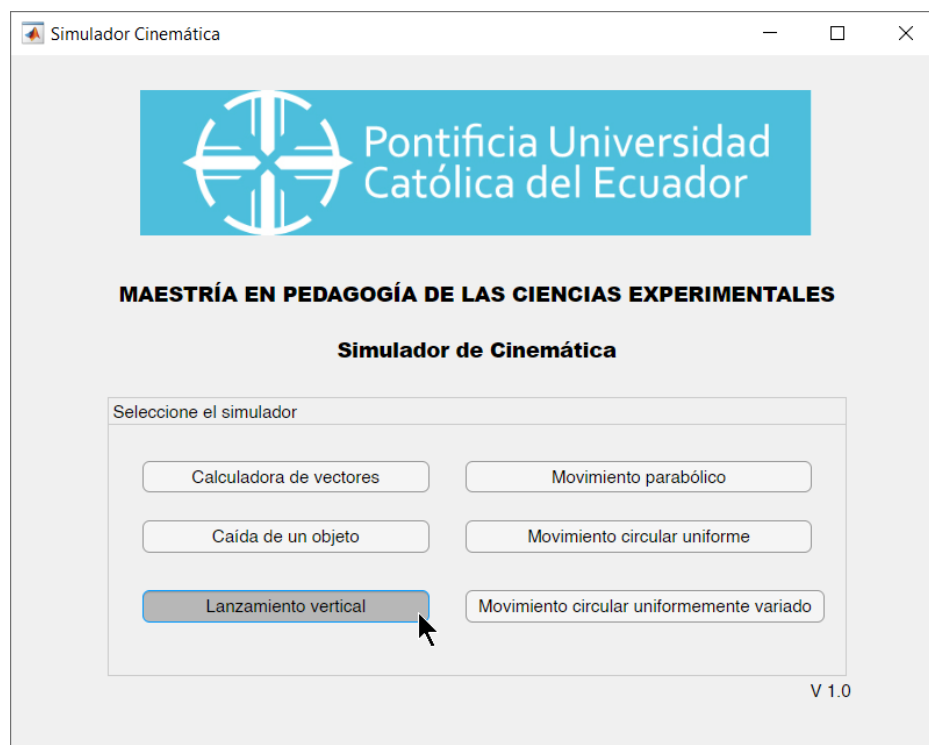 Simulador Cinemática
Pontificia Universidad
Católica del Ecuador
MAESTRÍA EN PEDAGOGÍA DE LAS CIENCIAS EXPERIMENTALES
Simulador de Cinemática
Seleccione el simulador
Calculadora de vectores
Movimiento parabólico
Caída de un objeto
Movimiento circular uniforme
Lanzamiento vertical
Movimiento circular uniformemente variado
V 1.0